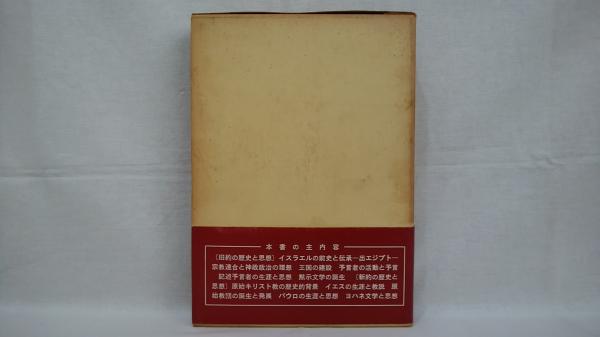 本書の主内容
〔旧約の歴史と思想〕イスラエルの前史と伝承―出エジプト―
宗教連合と神政政治の理想 王国の建設 予言者の活動と予言
記述予言者の生涯と思想 黙示文学の誕生 〔新約の歴史と
思想〕原始キリスト教の歴史的背景 イエスの生涯と教説 原
始教団の誕生と発展 パウロの生涯と思想 ヨハネ文学と思想